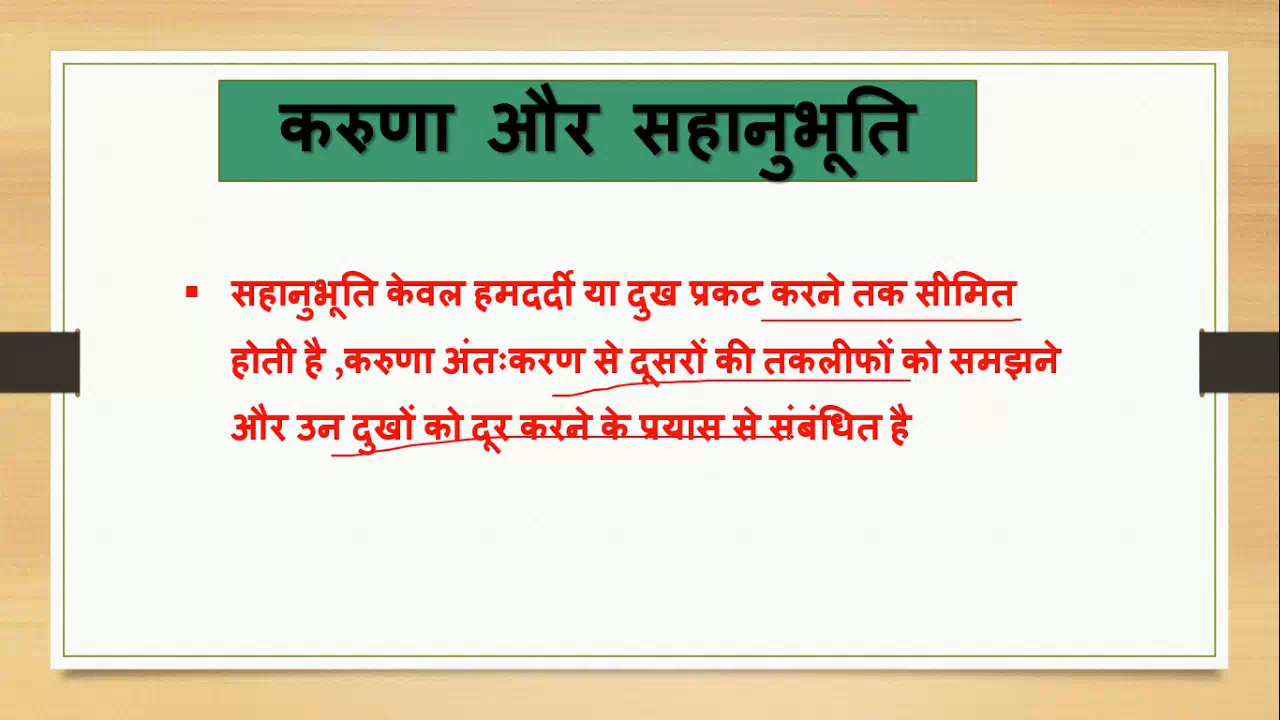 करुणा और सहानुभूति
▪ सहानुभूति केवल हमदर्दी या दुख प्रकट करने तक सीमित
होती है ,करुणा अंतःकरण से दूसरों की तकलीफों को समझने
और उन दुखों को दूर करने के प्रयास से संबंधित है